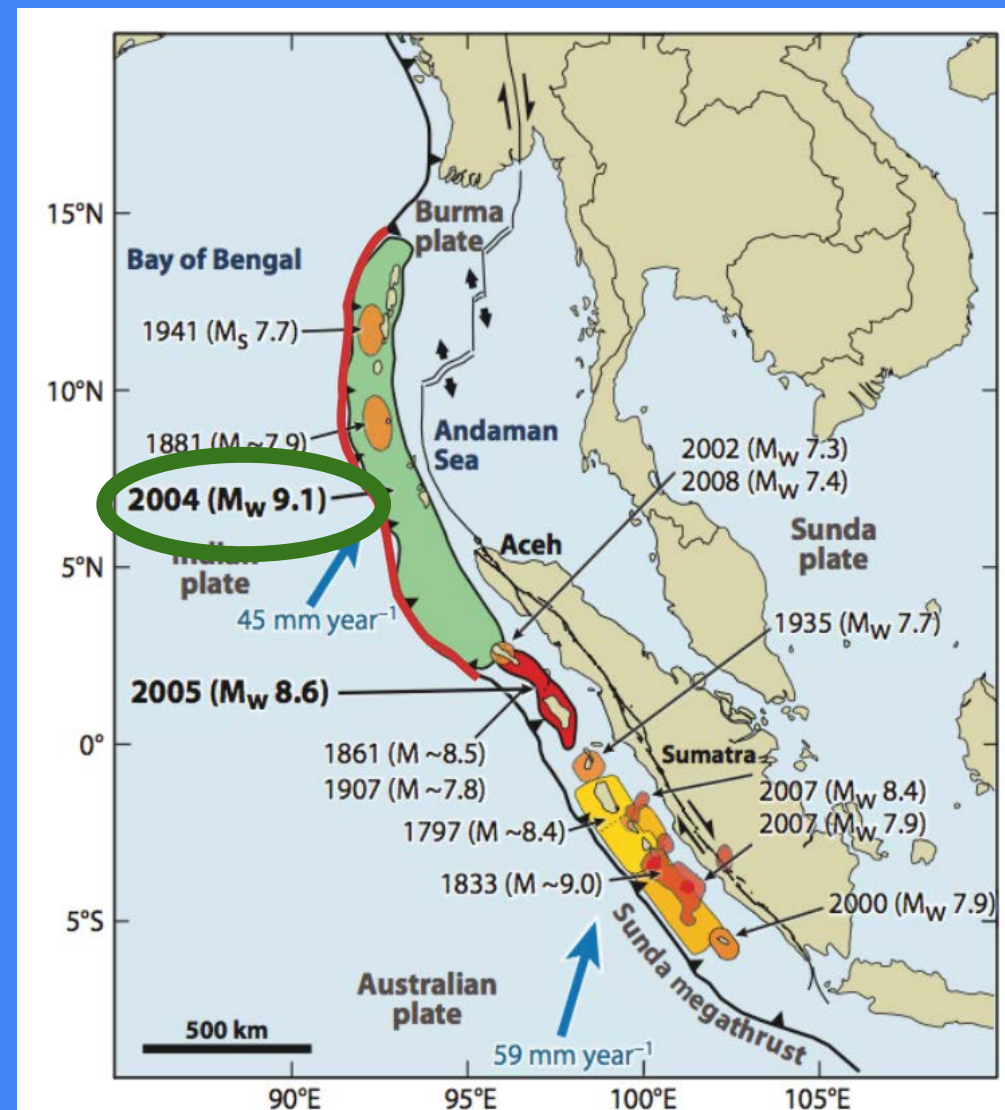 15°N
10°N
5°N
0°
5°S
90°E
95°E
100°E
105°E
Burma
plate
Bay of Bengal
1941 (MS 7.7)
1881 (M ~7.9)
2004 (MW 9.1)
Indian
plate
45 mm year⁻¹
Andaman
Sea
2002 (MW 7.3)
2008 (MW 7.4)
Aceh
Sunda
plate
1935 (MW 7.7)
2005 (MW 8.6)
1861 (M ~8.5)
1907 (M ~7.8)
Sumatra
2007 (MW 8.4)
2007 (MW 7.9)
1797 (M ~8.4)
1833 (M ~9.0)
2000 (MW 7.9)
Sunda megathrust
Australian
plate
500 km
59 mm year⁻¹